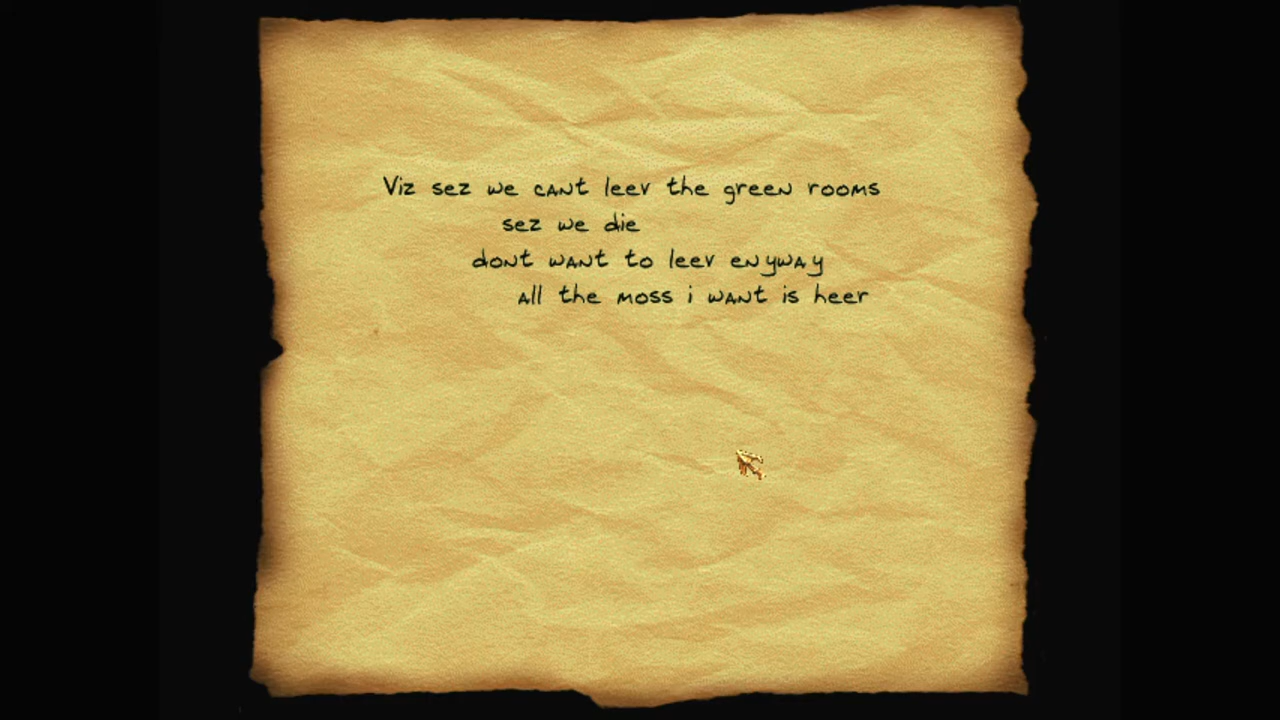 Viz sez we cant leev the green rooms
sez we die
dont want to leev enyway
all the moss i want is heer